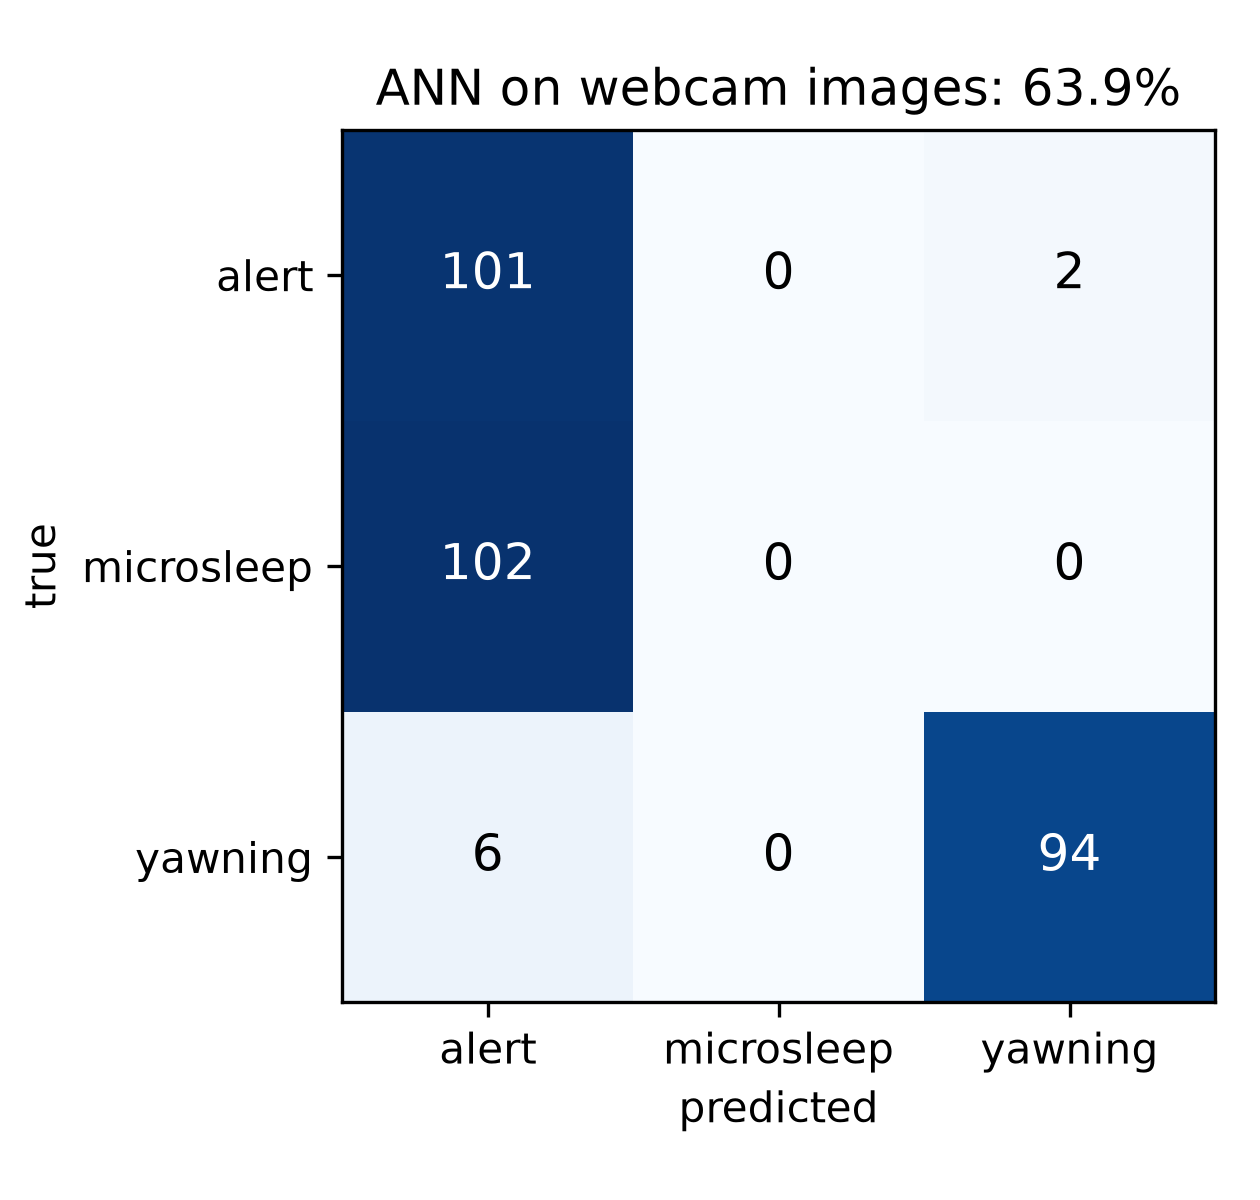 ANN on webcam images: 63.9%
alert 101 0 2
microsleep 102 0 0
yawning 6 0 94
true
alert microsleep yawning
predicted